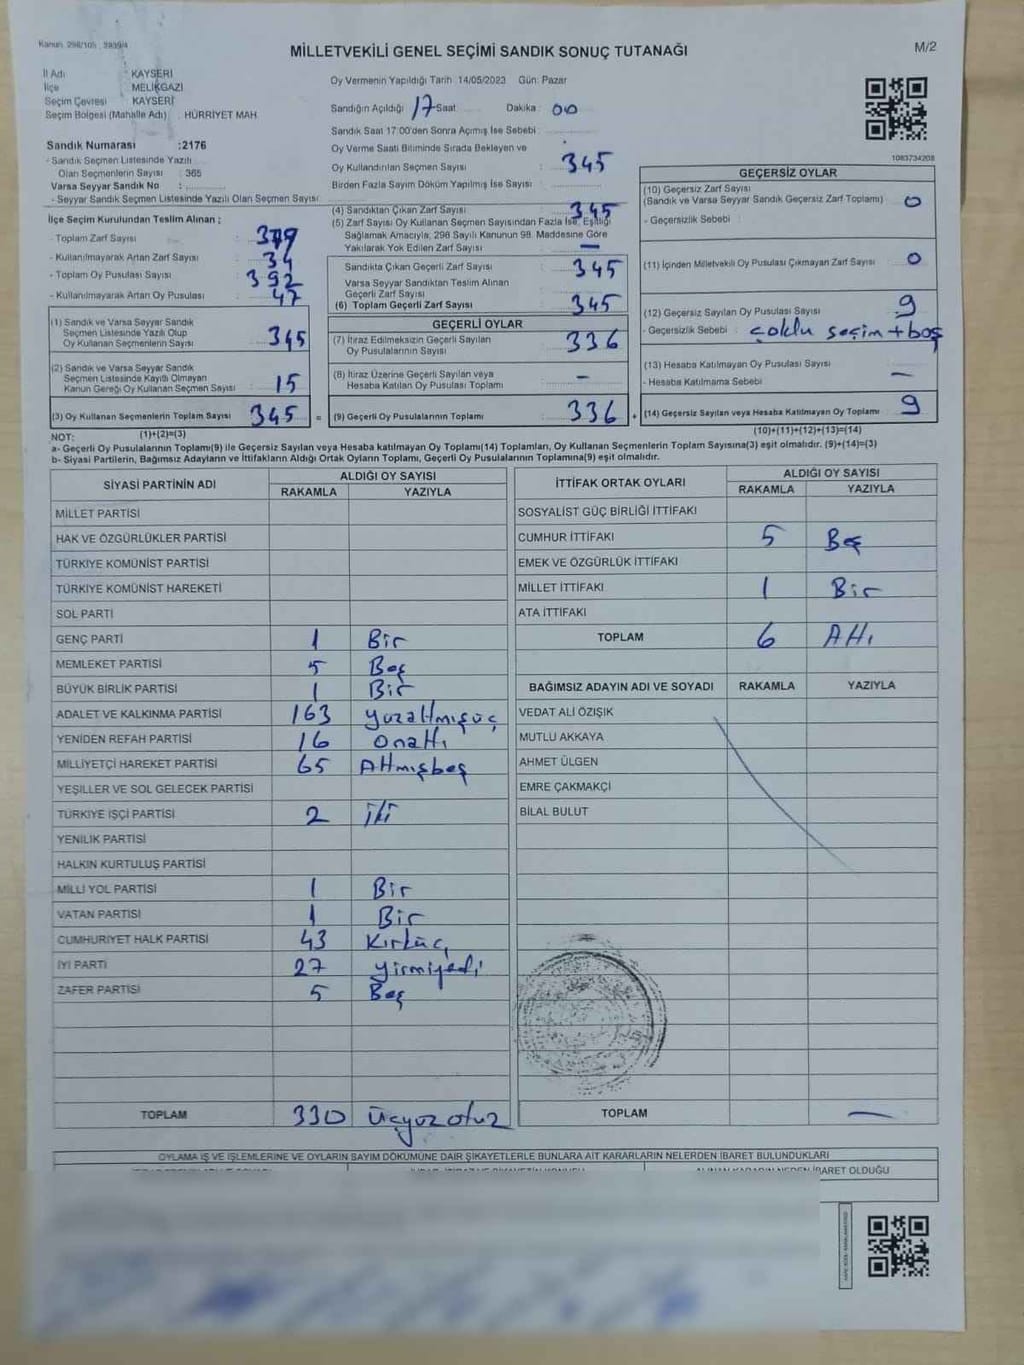 Kanun: 298/105 : 3939/4
MİLLETVEKİLİ GENEL SEÇİMİ SANDIK SONUÇ TUTANAĞI
M/2
İl Adı : KAYSERİ
İlçe : MELİKGAZİ
Seçim Çevresi : KAYSERİ
Seçim Bölgesi (Mahalle Adı) : HÜRRİYET MAH
Sandık Numarası :2176
- Sandık Seçmen Listesinde Yazılı
Olan Seçmenlerin Sayısı : 365
Varsa Seyyar Sandık No :
- Seyyar Sandık Seçmen Listesinde Yazılı Olan Seçmen Sayısı
Oy Vermenin Yapıldığı Tarih 14/05/2023 Gün: Pazar
Sandığın Açıldığı 17 Saat Dakika: 00
Sandık Saat 17:00'den Sonra Açılmış İse Sebebi :
Oy Verme Saati Bitiminde Sırada Bekleyen ve
Oy Kullandırılan Seçmen Sayısı : 345
Birden Fazla Sayım Döküm Yapılmış İse Sayısı :
1083734208
İlçe Seçim Kurulundan Teslim Alınan ;
- Toplam Zarf Sayısı : 379
- Kullanılmayarak Artan Zarf Sayısı : 34
- Toplam Oy Pusulası Sayısı : 392
- Kullanılmayarak Artan Oy Pusulası : 47
(1) Sandık ve Varsa Seyyar Sandık
Seçmen Listesinde Yazılı Olup
Oy Kullanan Seçmenlerin Sayısı : 345
(2) Sandık ve Varsa Seyyar Sandık
Seçmen Listesinde Kayıtlı Olmayan
Kanun Gereği Oy Kullanan Seçmen Sayısı : 15
(3) Oy Kullanan Seçmenlerin Toplam Sayısı : 345 =
(1)+(2)=(3)
(4) Sandıktan Çıkan Zarf Sayısı : 345
(5) Zarf Sayısı Oy Kullanan Seçmen Sayısından Fazla İse, Eşitliği
Sağlamak Amacıyla, 298 Sayılı Kanunun 98. Maddesine Göre
Yakılarak Yok Edilen Zarf Sayısı : —
Sandıkta Çıkan Geçerli Zarf Sayısı : 345
Varsa Seyyar Sandıktan Teslim Alınan
Geçerli Zarf Sayısı :
(6) Toplam Geçerli Zarf Sayısı : 345
GEÇERLİ OYLAR
(7) İtiraz Edilmeksizin Geçerli Sayılan
Oy Pusulalarının Sayısı : 336
(8) İtiraz Üzerine Geçerli Sayılan veya
Hesaba Katılan Oy Pusulası Toplamı : —
(9) Geçerli Oy Pusulalarının Toplamı : 336 +
GEÇERSİZ OYLAR
(10) Geçersiz Zarf Sayısı
(Sandık ve Varsa Seyyar Sandık Geçersiz Zarf Toplamı) : 0
- Geçersizlik Sebebi :
(11) İçinden Milletvekili Oy Pusulası Çıkmayan Zarf Sayısı : 0
(12) Geçersiz Sayılan Oy Pusulası Sayısı : 9
- Geçersizlik Sebebi : çoklu seçim + boş
(13) Hesaba Katılmayan Oy Pusulası Sayısı : —
- Hesaba Katılmama Sebebi :
(14) Geçersiz Sayılan veya Hesaba Katılmayan Oy Toplamı : 9
(10)+(11)+(12)+(13)=(14)
NOT:
a- Geçerli Oy Pusulalarının Toplamı(9) ile Geçersiz Sayılan veya Hesaba katılmayan Oy Toplamı(14) Toplamları, Oy Kullanan Seçmenlerin Toplam Sayısına(3) eşit olmalıdır. (9)+(14)=(3)
b- Siyasi Partilerin, Bağımsız Adayların ve İttifakların Aldığı Ortak Oyların Toplamı, Geçerli Oy Pusulalarının Toplamına(9) eşit olmalıdır.
SİYASİ PARTİNİN ADI ALDIĞI OY SAYISI
RAKAMLA YAZIYLA
MİLLET PARTİSİ
HAK VE ÖZGÜRLÜKLER PARTİSİ
TÜRKİYE KOMÜNİST PARTİSİ
TÜRKİYE KOMÜNİST HAREKETİ
SOL PARTİ
GENÇ PARTİ 1 Bir
MEMLEKET PARTİSİ 5 Beş
BÜYÜK BİRLİK PARTİSİ 1 Bir
ADALET VE KALKINMA PARTİSİ 163 yüzaltmışüç
YENİDEN REFAH PARTİSİ 16 onaltı
MİLLİYETÇİ HAREKET PARTİSİ 65 Altmışbeş
YEŞİLLER VE SOL GELECEK PARTİSİ
TÜRKİYE İŞÇİ PARTİSİ 2 İki
YENİLİK PARTİSİ
HALKIN KURTULUŞ PARTİSİ
MİLLİ YOL PARTİSİ 1 Bir
VATAN PARTİSİ 1 Bir
CUMHURİYET HALK PARTİSİ 43 Kırküç
İYİ PARTİ 27 yirmiyedi
ZAFER PARTİSİ 5 Beş
TOPLAM 330 üçyüzotuz
İTTİFAK ORTAK OYLARI ALDIĞI OY SAYISI
RAKAMLA YAZIYLA
SOSYALİST GÜÇ BİRLİĞİ İTTİFAKI
CUMHUR İTTİFAKI 5 Beş
EMEK VE ÖZGÜRLÜK İTTİFAKI
MİLLET İTTİFAKI 1 Bir
ATA İTTİFAKI
TOPLAM 6 Altı
BAĞIMSIZ ADAYIN ADI VE SOYADI RAKAMLA YAZIYLA
VEDAT ALİ ÖZIŞIK
MUTLU AKKAYA
AHMET ÜLGEN
EMRE ÇAKMAKÇİ
BİLAL BULUT
TOPLAM —
OYLAMA İŞ VE İŞLEMLERİNE VE OYLARIN SAYIM DÖKÜMÜNE DAİR ŞİKAYETLERLE BUNLARA AİT KARARLARIN NELERDEN İBARET BULUNDUKLARI
İBARET OLDUĞU